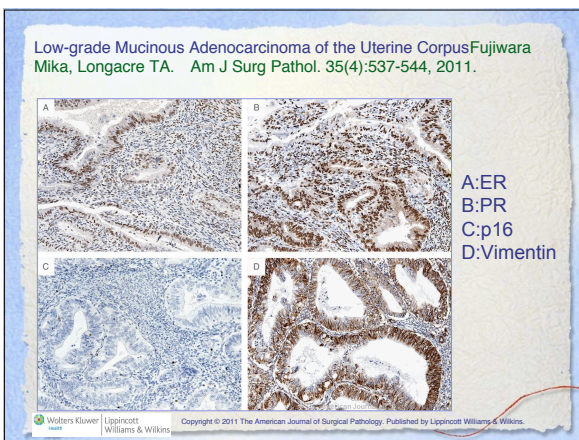 Low-grade Mucinous Adenocarcinoma of the Uterine CorpusFujiwara
Mika, Longacre TA. Am J Surg Pathol. 35(4):537-544, 2011.
A
B
A:ER
B:PR
C:p16
D:Vimentin
C
D
Wolters Kluwer
Health
Lippincott
Williams & Wilkins
Copyright © 2011 The American Journal of Surgical Pathology. Published by Lippincott Williams & Wilkins.